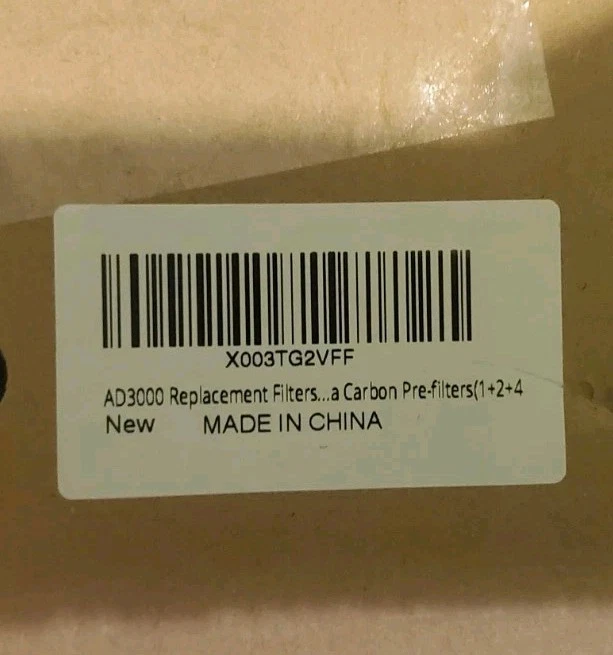 X003TG2VFF
AD3000 Replacement Filters...a Carbon Pre-filters(1+2+4
New MADE IN CHINA